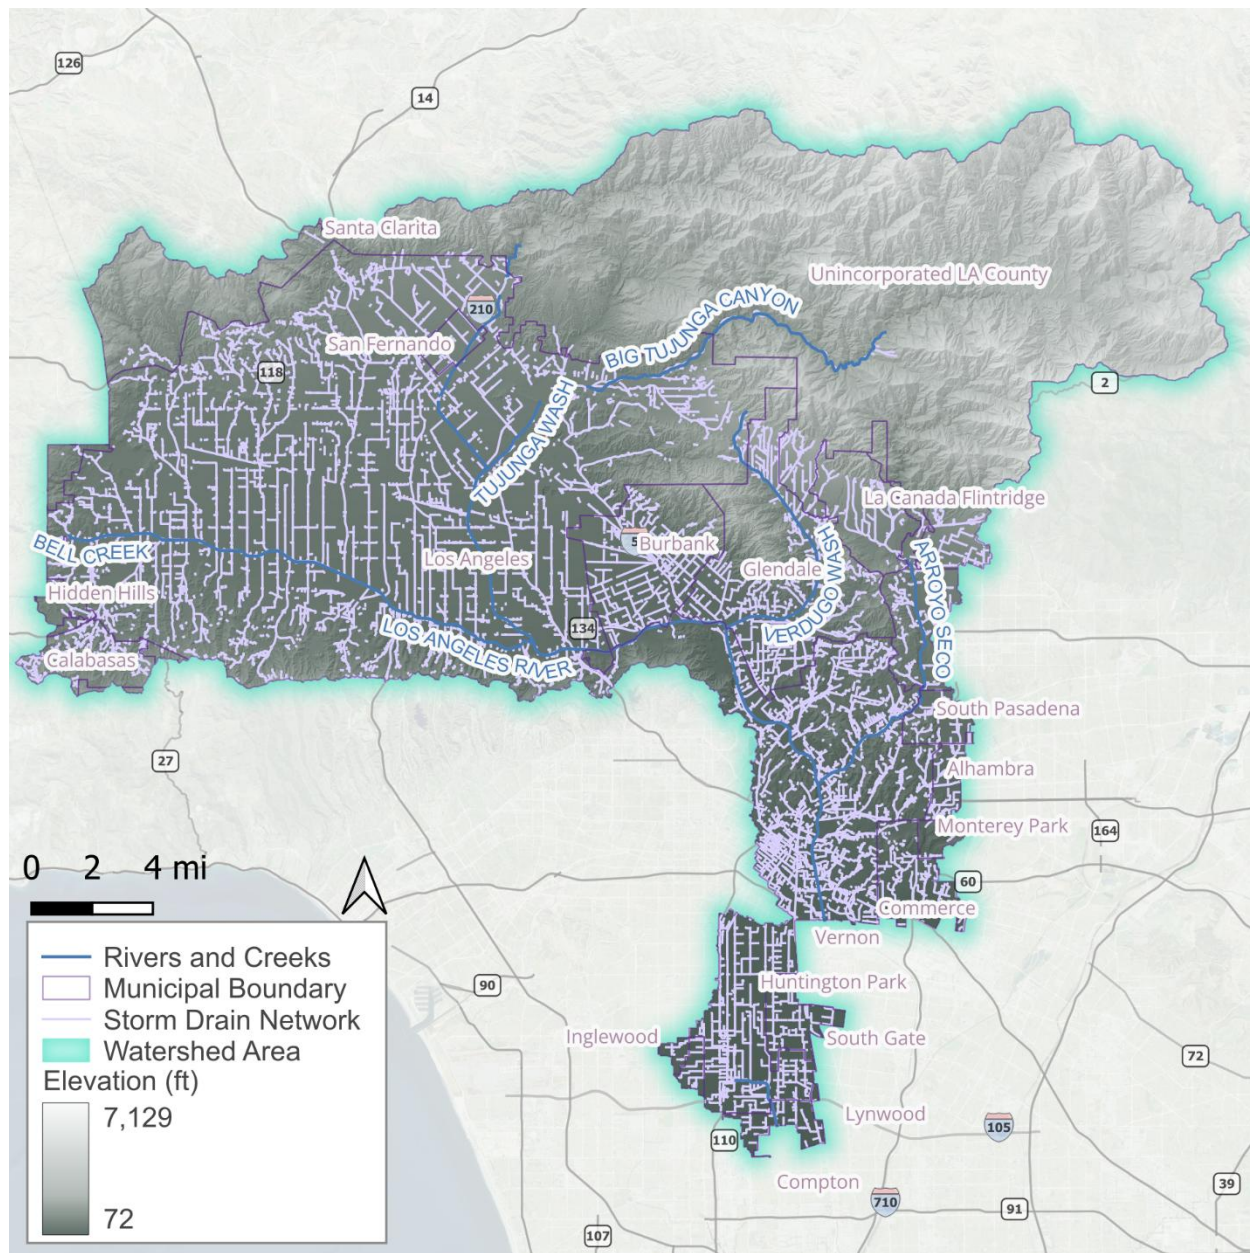 126
14
Santa Clarita
Unincorporated LA County
210
BIG TUJUNGA CANYON
San Fernando
118
2
TUJUNGA WASH
La Canada Flintridge
BELL CREEK
Los Angeles
5
Burbank
Glendale
VERDUGO WASH
ARROYO SECO
Hidden Hills
134
LOS ANGELES RIVER
Calabasas
South Pasadena
27
Alhambra
Monterey Park
164
0 2 4 mi
60
Commerce
Vernon
Rivers and Creeks
Municipal Boundary
Storm Drain Network
Watershed Area
Elevation (ft)
7,129
72
90
Huntington Park
Inglewood
South Gate
72
Lynwood
105
110
Compton
710
91
39
107